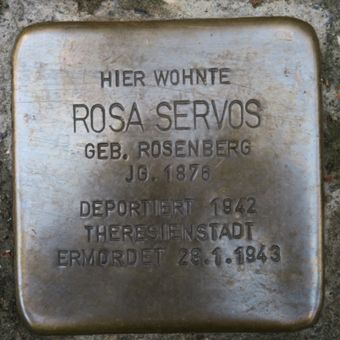 HIER WOHNTE
ROSA SERVOS
GEB. ROSENBERG
JG. 1876
DEPORTIERT 1942
THERESIENSTADT
ERMORDET 28.1.1943